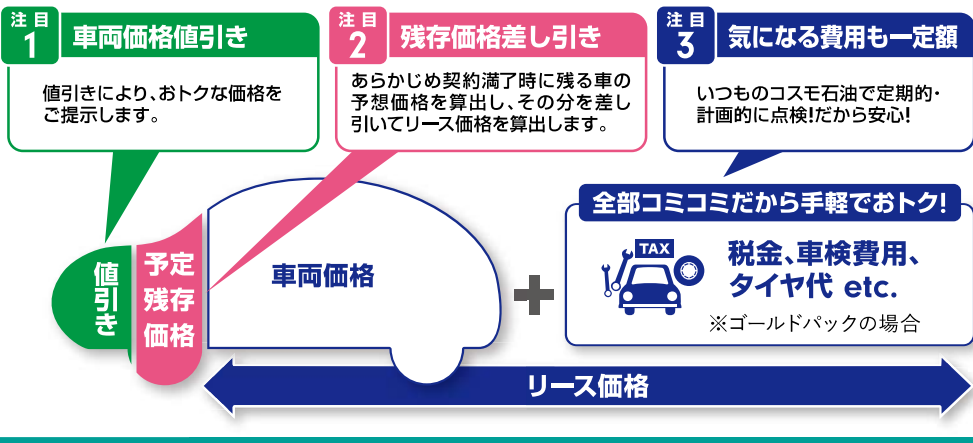 注目
1
車両価格値引き
値引きにより、おトクな価格を
ご提示します。
注目
2
残存価格差し引き
あらかじめ契約満了時に残る車の
予想価格を算出し、その分を差し
引いてリース価格を算出します。
注目
3
気になる費用も一定額
いつものコスモ石油で定期的・
計画的に点検!だから安心!
値引き
予定
残存
価格
車両価格
全部コミコミだから手軽でおトク!
TAX
税金、車検費用、
タイヤ代 etc.
※ゴールドパックの場合
リース価格